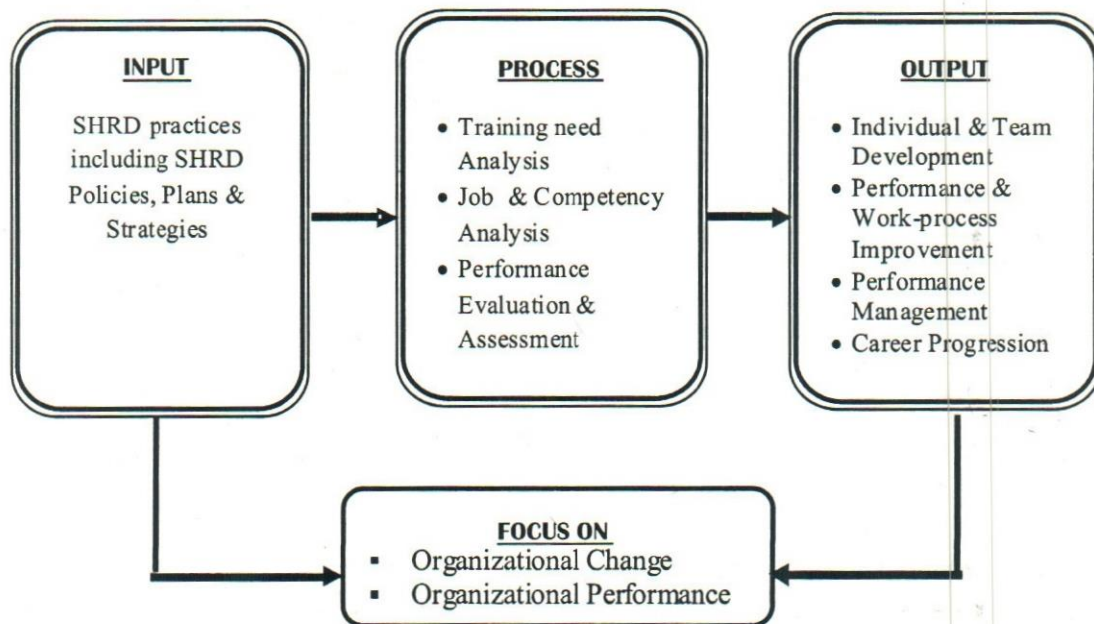 INPUT
SHRD practices
including SHRD
Policies, Plans &
Strategies
PROCESS
• Training need
Analysis
• Job & Competency
Analysis
• Performance
Evaluation &
Assessment
OUTPUT
• Individual & Team
Development
• Performance &
Work-process
Improvement
• Performance
Management
• Career Progression
FOCUS ON
▪ Organizational Change
▪ Organizational Performance